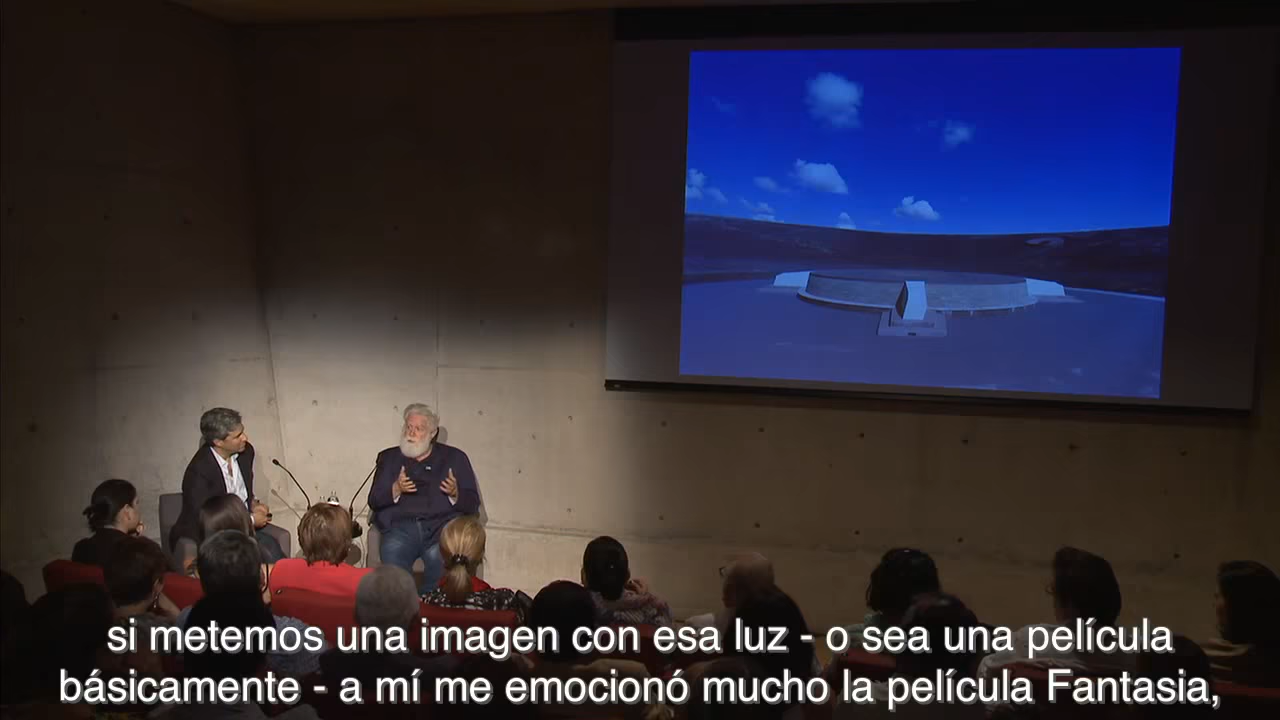 si metemos una imagen con esa luz - o sea una película
básicamente - a mí me emocionó mucho la película Fantasia,